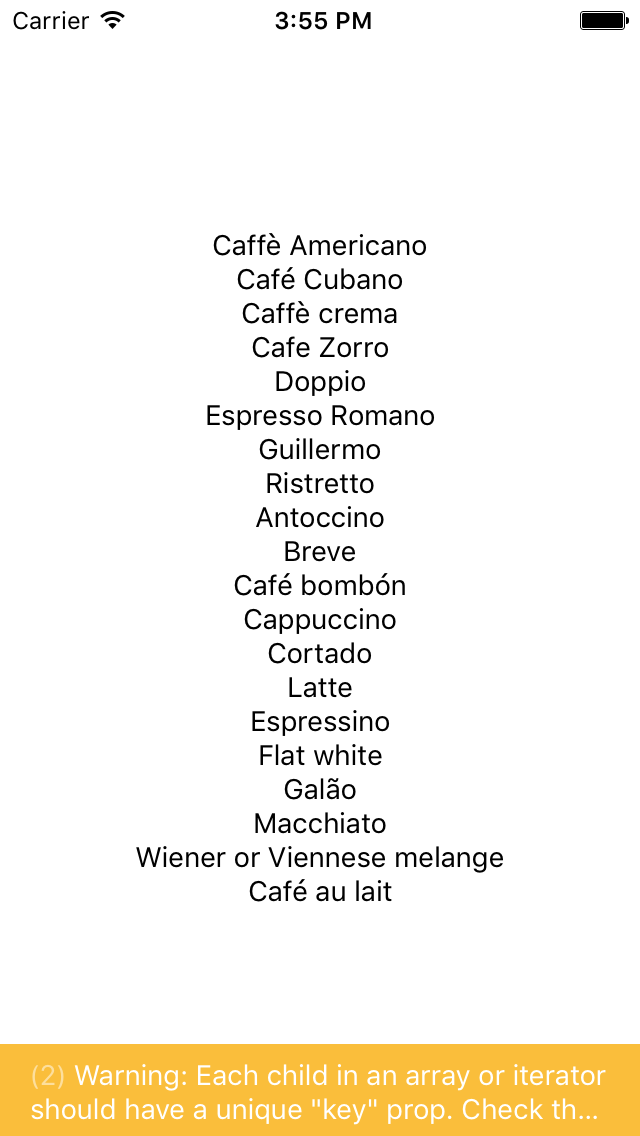 Carrier
3:55 PM
Caffè Americano
Café Cubano
Caffè crema
Cafe Zorro
Doppio
Espresso Romano
Guillermo
Ristretto
Antoccino
Breve
Café bombón
Cappuccino
Cortado
Latte
Espressino
Flat white
Galão
Macchiato
Wiener or Viennese melange
Café au lait
(2) Warning: Each child in an array or iterator
should have a unique "key" prop. Check th...